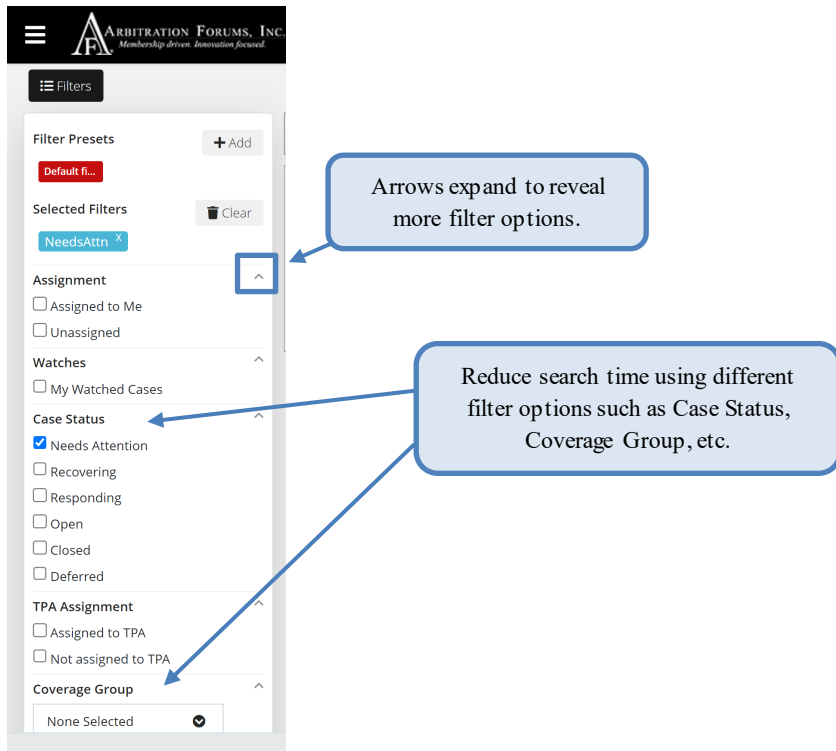 ARBITRATION FORUMS, INC.
Membership driven. Innovation focused.
Filters
Filter Presets
+ Add
Default fi...
Selected Filters
Clear
NeedsAttn X
Assignment
Assigned to Me
Unassigned
Watches
My Watched Cases
Case Status
Needs Attention
Recovering
Responding
Open
Closed
Deferred
TPA Assignment
Assigned to TPA
Not assigned to TPA
Coverage Group
None Selected
Arrows expand to reveal
more filter options.
Reduce search time using different
filter options such as Case Status,
Coverage Group, etc.